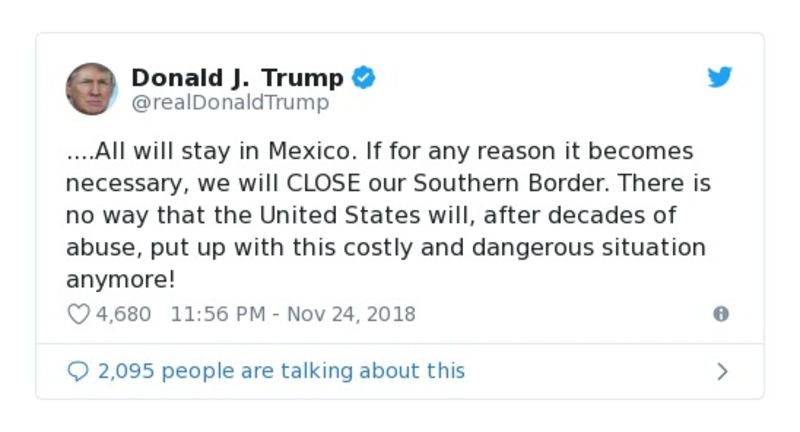 Donald J. Trump
@realDonaldTrump
....All will stay in Mexico. If for any reason it becomes
necessary, we will CLOSE our Southern Border. There is
no way that the United States will, after decades of
abuse, put up with this costly and dangerous situation
anymore!
4,680 11:56 PM - Nov 24, 2018
2,095 people are talking about this